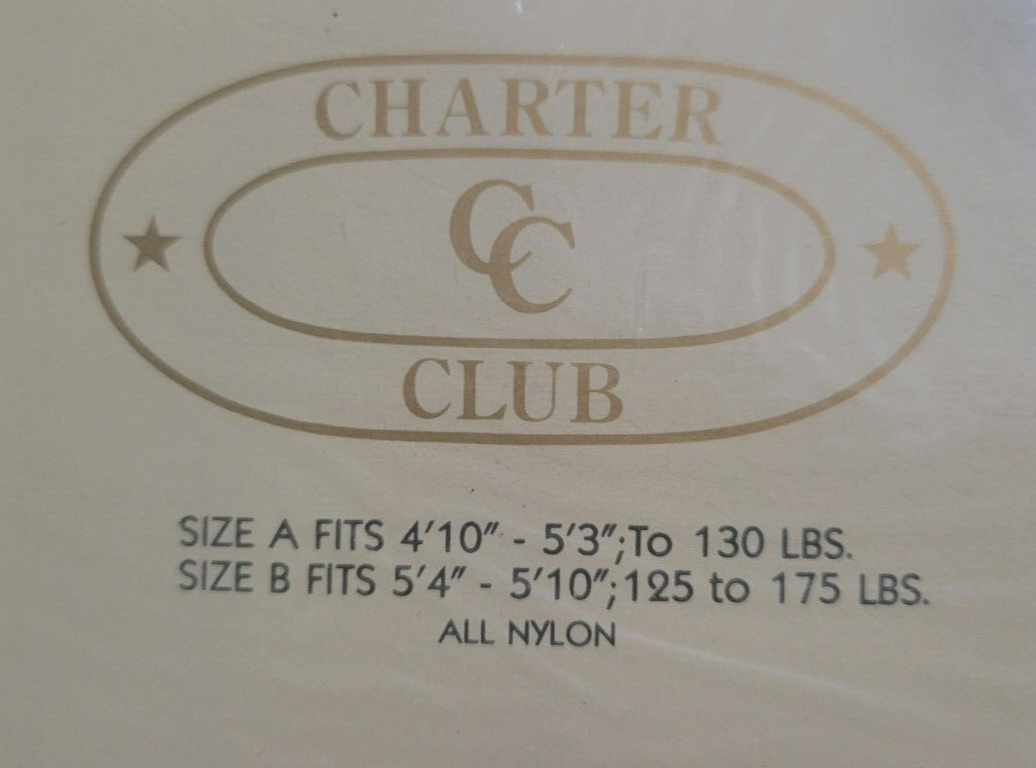 CHARTER
CC
CLUB
SIZE A FITS 4'10" - 5'3";To 130 LBS.
SIZE B FITS 5'4" - 5'10";125 to 175 LBS.
ALL NYLON